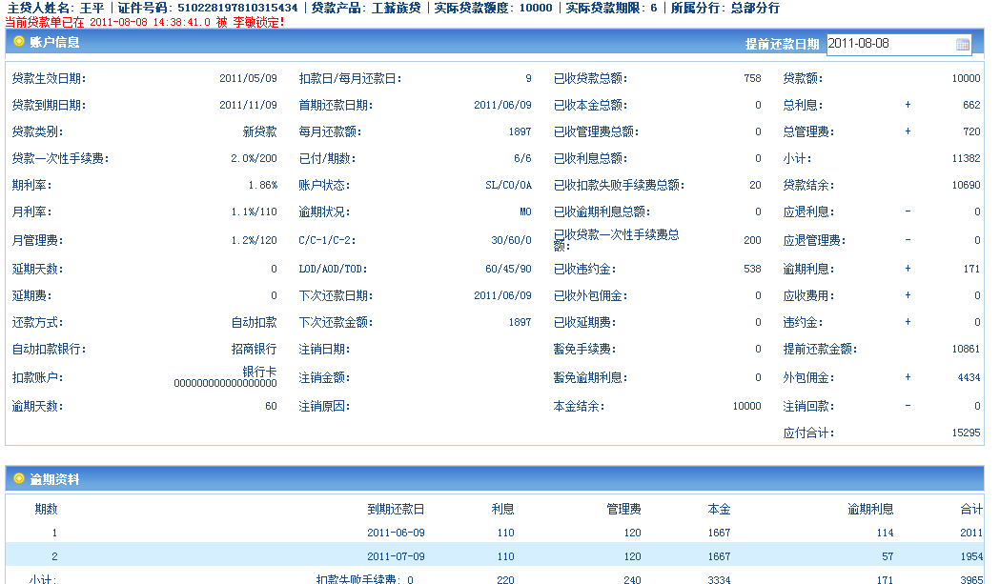 主贷人姓名: 王平 | 证件号码: 510228197810315434 | 贷款产品: 工薪族贷 | 实际贷款额度: 10000 | 实际贷款期限: 6 | 所属分行: 总部分行
当前贷款单已在 2011-08-08 14:38:41.0 被 李敏锁定!
账户信息 提前还款日期 2011-08-08
贷款生效日期: 2011/05/09 扣款日/每月还款日: 9 已收贷款总额: 758 贷款额: 10000
贷款到期日期: 2011/11/09 首期还款日期: 2011/06/09 已收本金总额: 0 总利息: + 662
贷款类别: 新贷款 每月还款额: 1897 已收管理费总额: 0 总管理费: + 720
贷款一次性手续费: 2.0%/200 已付/期数: 6/6 已收利息总额: 0 小计: 11382
期利率: 1.86% 账户状态: SL/CO/OA 已收扣款失败手续费总额: 20 贷款结余: 10690
月利率: 1.1%/110 逾期状况: M0 已收逾期利息总额: 0 应退利息: - 0
月管理费: 1.2%/120 C/C-1/C-2: 30/60/0 已收贷款一次性手续费总额: 200 应退管理费: - 0
延期天数: 0 LOD/AOD/TOD: 60/45/90 已收违约金: 538 逾期利息: + 171
延期费: 0 下次还款日期: 2011/06/09 已收外包佣金: 0 应收费用: + 0
还款方式: 自动扣款 下次还款金额: 1897 已收延期费: 0 违约金: + 0
自动扣款银行: 招商银行 注销日期: 豁免手续费: 0 提前还款金额: 10861
扣款账户: 银行卡 000000000000000000 注销金额: 豁免逾期利息: 0 外包佣金: + 4434
逾期天数: 60 注销原因: 本金结余: 10000 注销回款: - 0
应付合计: 15295
逾期资料
期数 到期还款日 利息 管理费 本金 逾期利息 合计
1 2011-06-09 110 120 1667 114 2011
2 2011-07-09 110 120 1667 57 1954
小计: 扣款失败手续费: 0 220 240 3334 171 3965